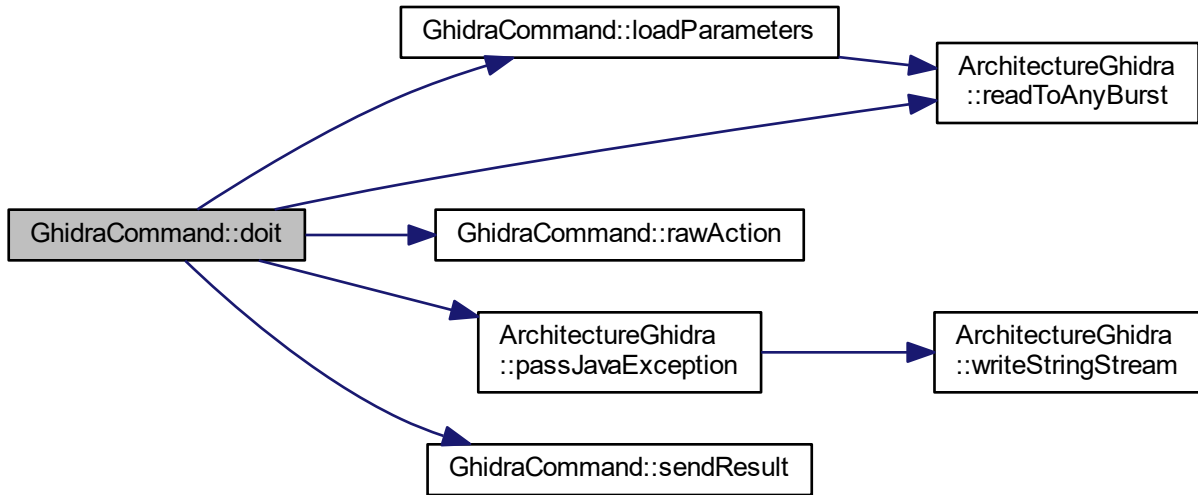 GhidraCommand::loadParameters
ArchitectureGhidra
::readToAnyBurst
GhidraCommand::doit
GhidraCommand::rawAction
ArchitectureGhidra
::passJavaException
ArchitectureGhidra
::writeStringStream
GhidraCommand::sendResult